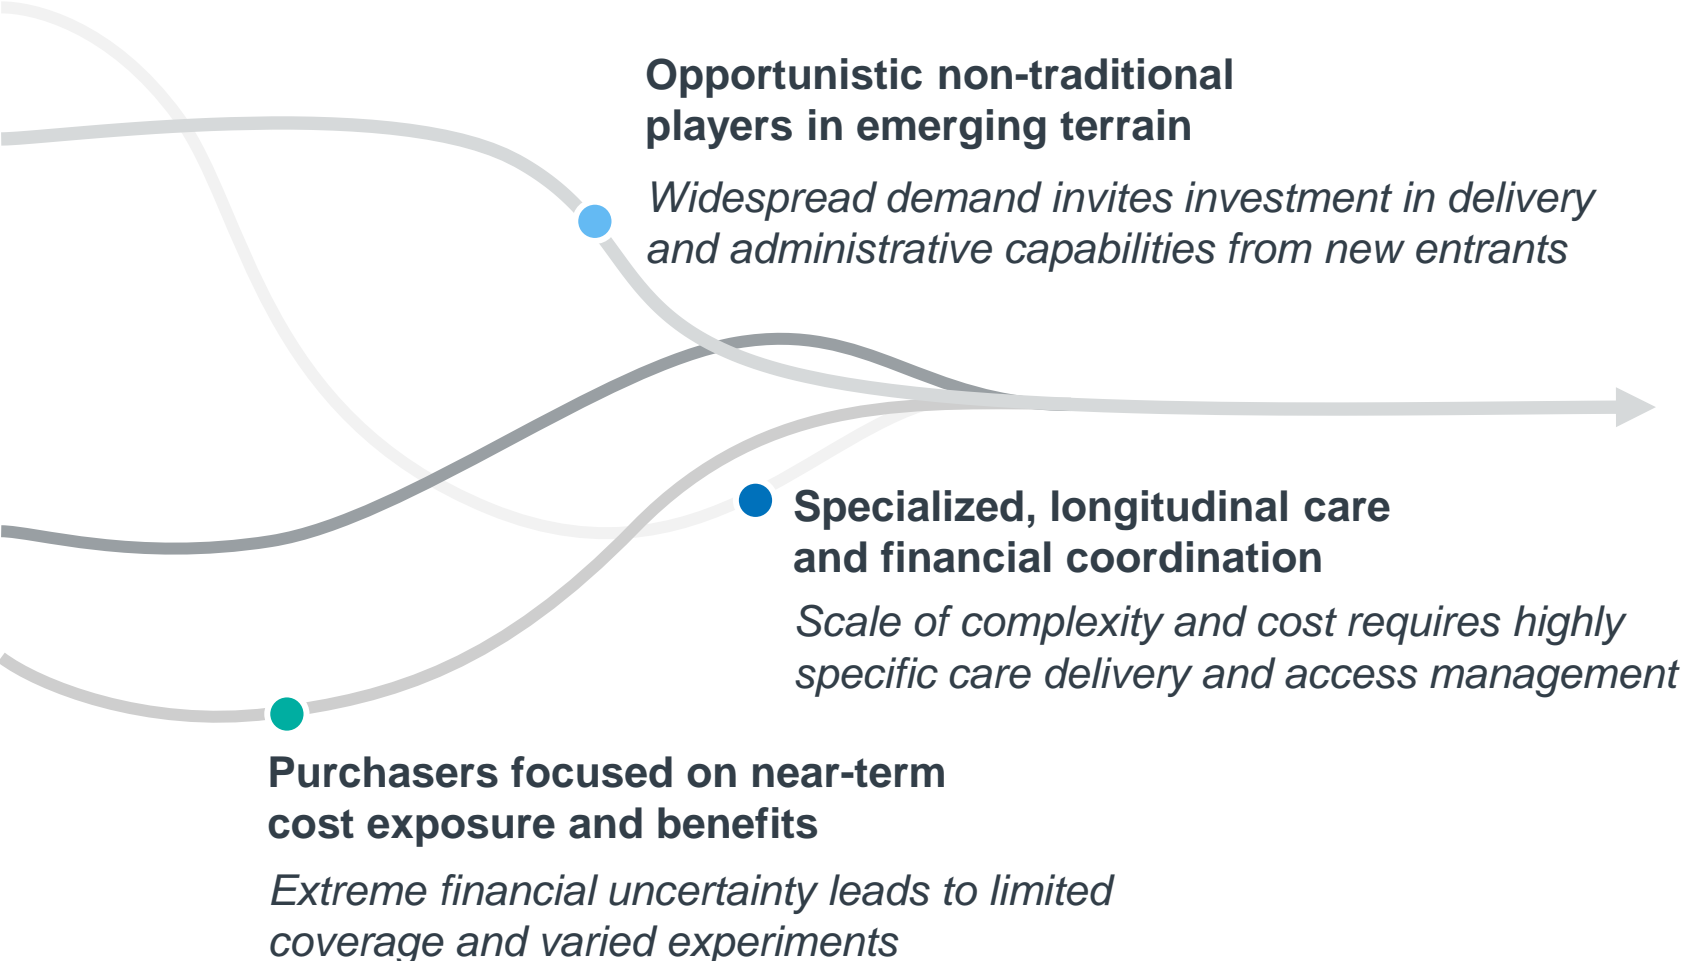 Opportunistic non-traditional
players in emerging terrain
Widespread demand invites investment in delivery
and administrative capabilities from new entrants
Specialized, longitudinal care
and financial coordination
Scale of complexity and cost requires highly
specific care delivery and access management
Purchasers focused on near-term
cost exposure and benefits
Extreme financial uncertainty leads to limited
coverage and varied experiments